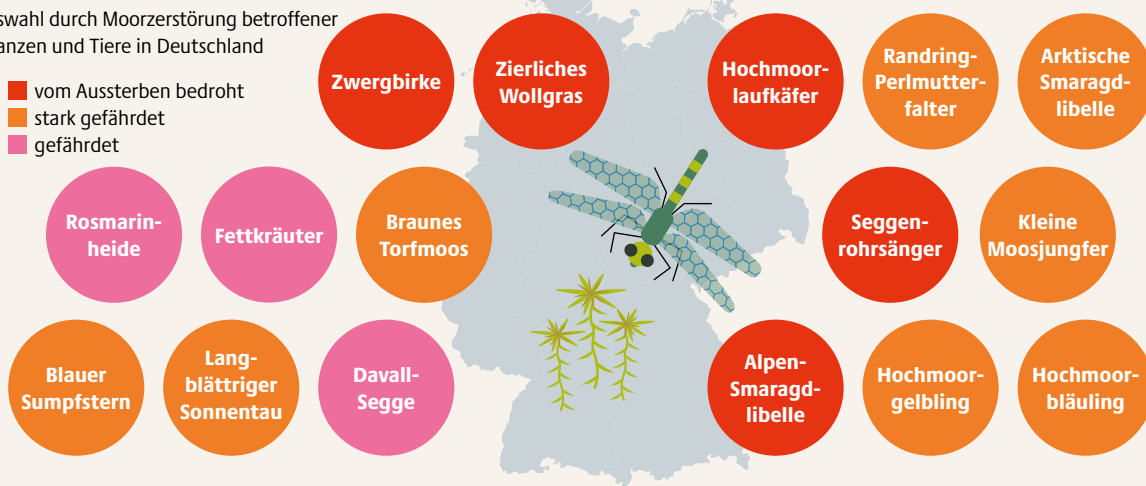 swahl durch Moorzerstörung betroffener
anzen und Tiere in Deutschland
vom Aussterben bedroht
stark gefährdet
gefährdet
Zwergbirke
Zierliches
Wollgras
Hochmoor-
laufkäfer
Randring-
Perlmutter-
falter
Arktische
Smaragd-
libelle
Rosmarin-
heide
Fettkräuter
Braunes
Torfmoos
Seggen-
rohrsänger
Kleine
Moosjungfer
Blauer
Sumpfstern
Lang-
blättriger
Sonnentau
Davall-
Segge
Alpen-
Smaragd-
libelle
Hochmoor-
gelbling
Hochmoor-
bläuling